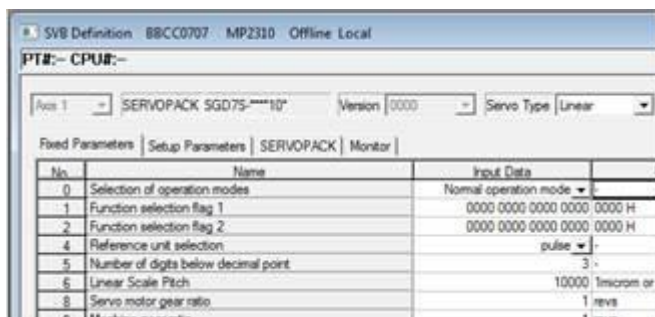 SVB Definition BBCC0707 MP2310 Offline Local
PT#:- CPU#:-
Axis 1 SERVOPACK SGD7S-****10* Version 0000 Servo Type Linear
Fixed Parameters Setup Parameters SERVOPACK Monitor
No. Name Input Data
0 Selection of operation modes Normal operation mode -
1 Function selection flag 1 0000 0000 0000 0000 0000 H
2 Function selection flag 2 0000 0000 0000 0000 0000 H
4 Reference unit selection pulse -
5 Number of digits below decimal point 3 -
6 Linear Scale Pitch 10000 1microm or
8 Servo motor gear ratio 1 revs